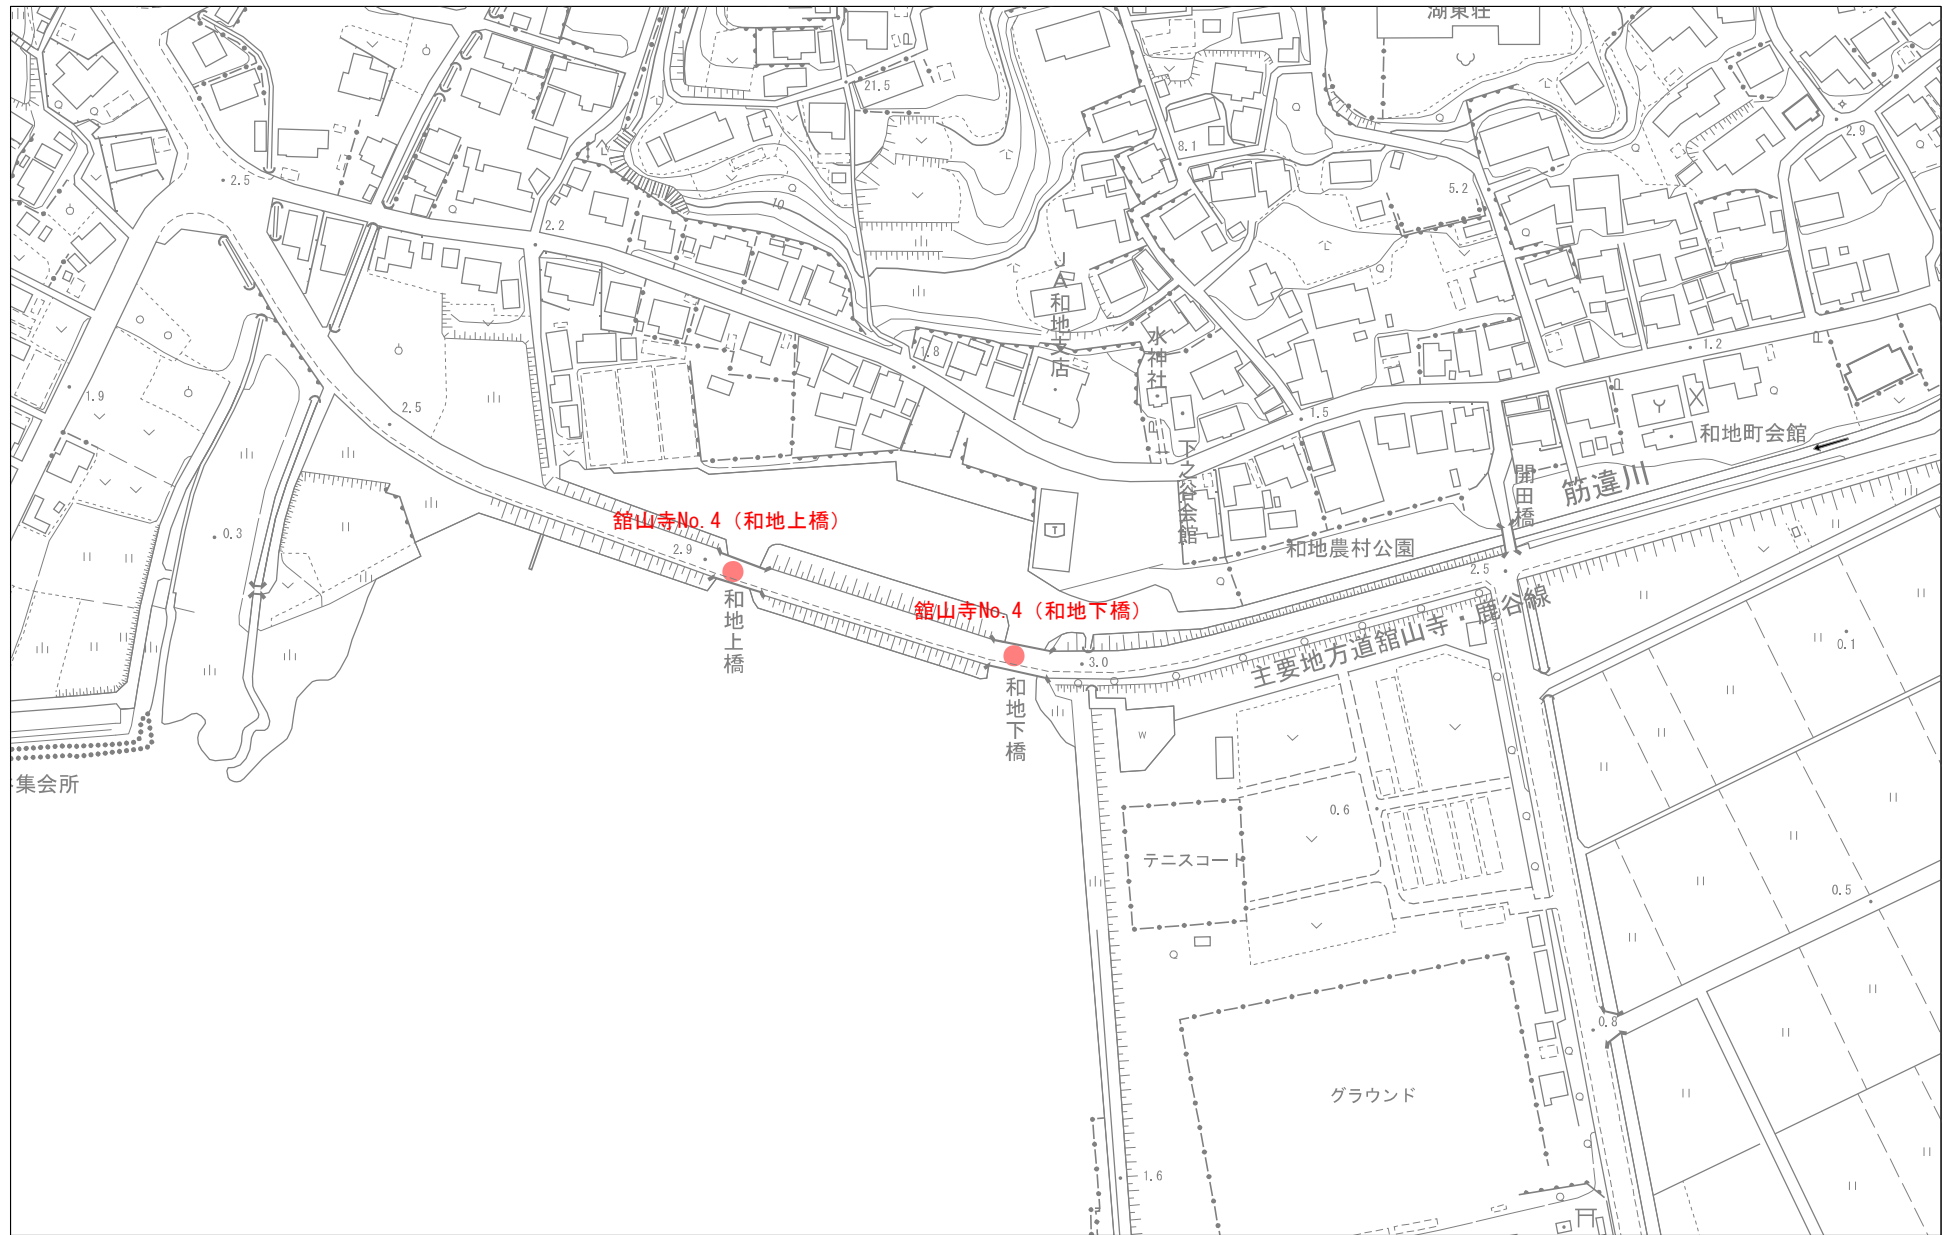 湖東荘
21.5
2.9
8.1
2.5
5.2
10
2.2
JA和地支店
水神社
1.8
1.2
1.9
2.5
1.5
和地町会館
下之谷会館
開田橋
筋違川
舘山寺No.4（和地上橋）
0.3
2.9
和地農村公園
2.5
和地上橋
舘山寺No.4（和地下橋）
主要地方道舘山寺・鹿谷線
0.1
3.0
和地下橋
W
集会所
0.6
テニスコート
0.5
0.8
グラウンド
1.6